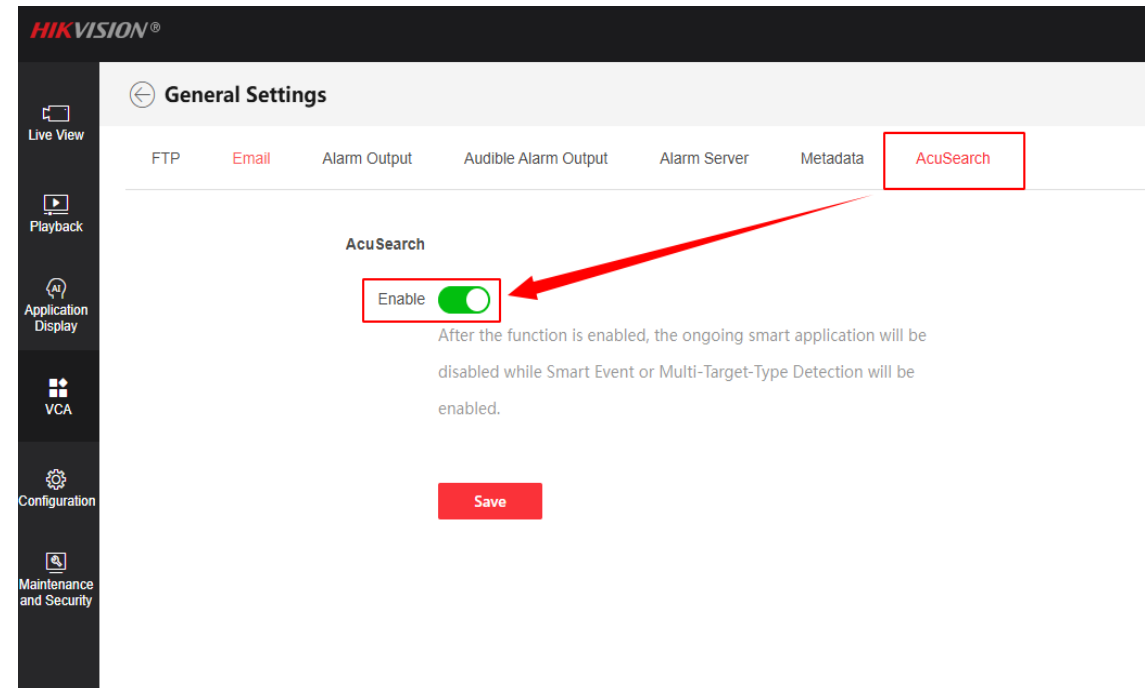 HIKVISION®
General Settings
Live View
FTP Email Alarm Output Audible Alarm Output Alarm Server Metadata AcuSearch
Playback
AcuSearch
AI
Application
Display
Enable
After the function is enabled, the ongoing smart application will be
disabled while Smart Event or Multi-Target-Type Detection will be
enabled.
VCA
Configuration
Save
Maintenance
and Security